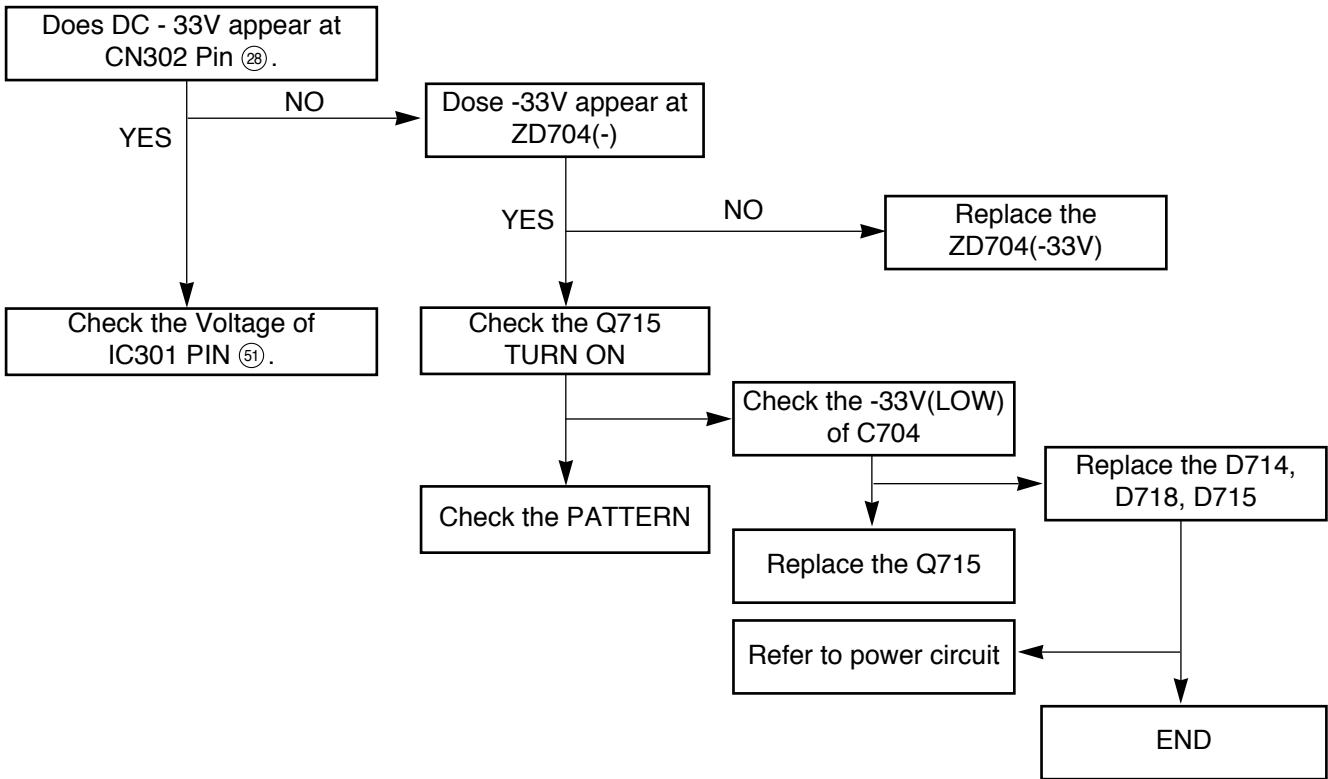 Does DC - 33V appear at
CN302 Pin ㉘.
NO
YES
Dose -33V appear at
ZD704(-)
YES
NO
Replace the
ZD704(-33V)
Check the Voltage of
IC301 PIN 51.
Check the Q715
TURN ON
Check the -33V(LOW)
of C704
Check the PATTERN
Replace the D714,
D718, D715
Replace the Q715
Refer to power circuit
END